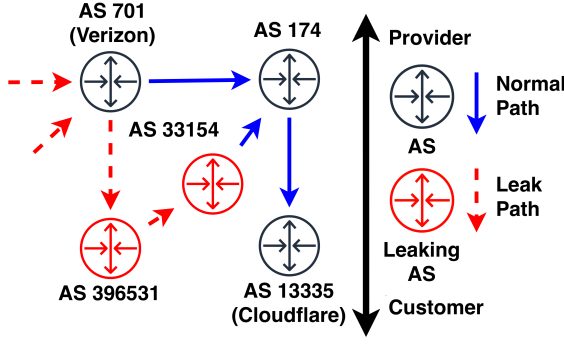 AS 701
(Verizon)
AS 174
AS 33154
AS 396531
AS 13335
(Cloudflare)
Provider
Normal
Path
AS
Leak
Path
Leaking
AS
Customer